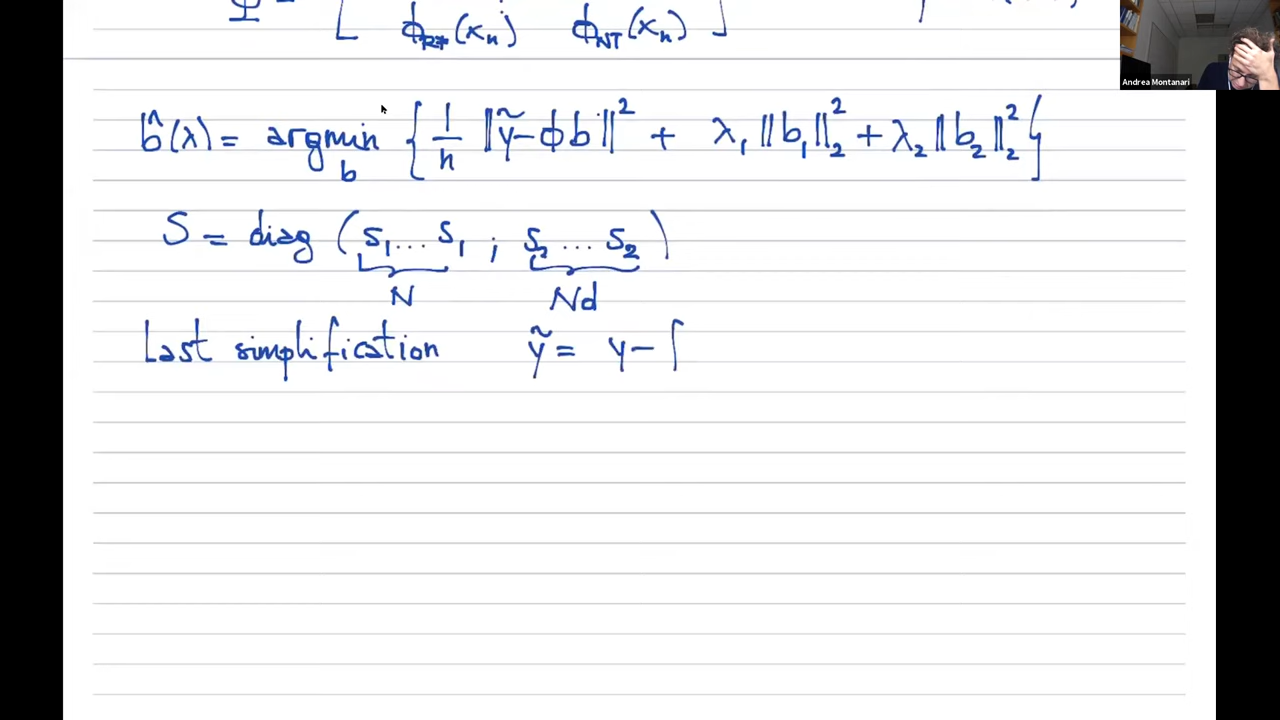 ϕ_RF(x_n) ϕ_NT(x_n)
Andrea Montanari
b̂(λ) = argmin_b { 1/n ‖ỹ − ϕb‖² + λ₁‖b₁‖₂² + λ₂‖b₂‖₂² }
S = diag (s₁...s₁ ; s₂...s₂)
N Nd
Last simplification ỹ = y − ⌈